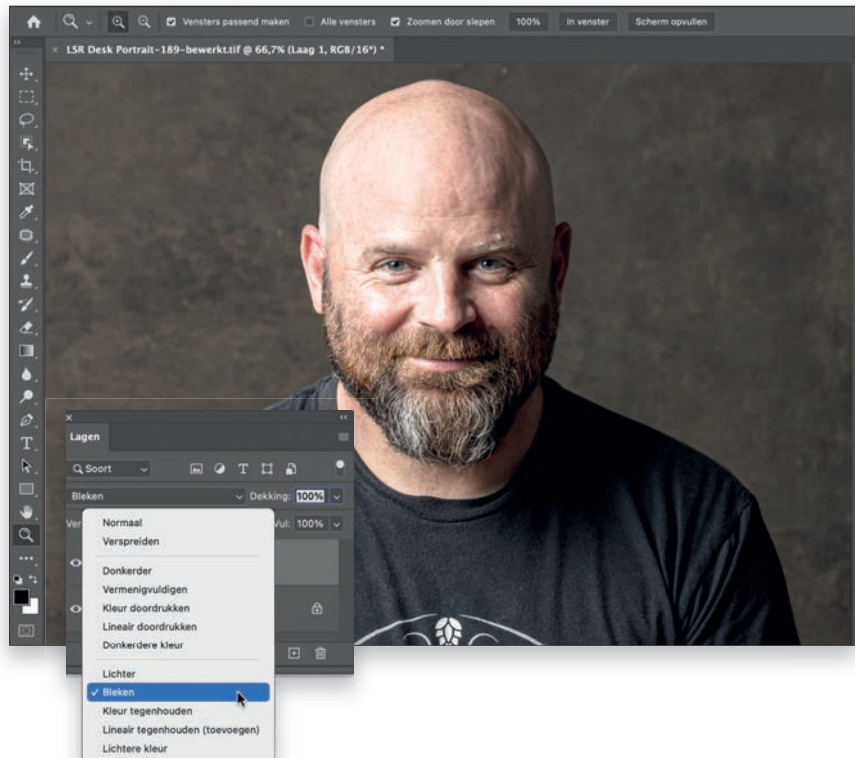 Vensters passend maken Alle vensters Zoomen door slepen 100% In venster Scherm opvullen
× LSR Desk Portrait-189-bewerkt.tif @ 66,7% (Laag 1, RGB/16*) *
Lagen
Soort
Bleken Dekking: 100%
Ver Vul: 100%
Normaal
Verspreiden
Donkerder
Vermenigvuldigen
Kleur doordrukken
Lineair doordrukken
Donkerdere kleur
Lichter
✓ Bleken
Kleur tegenhouden
Lineair tegenhouden (toevoegen)
Lichtere kleur